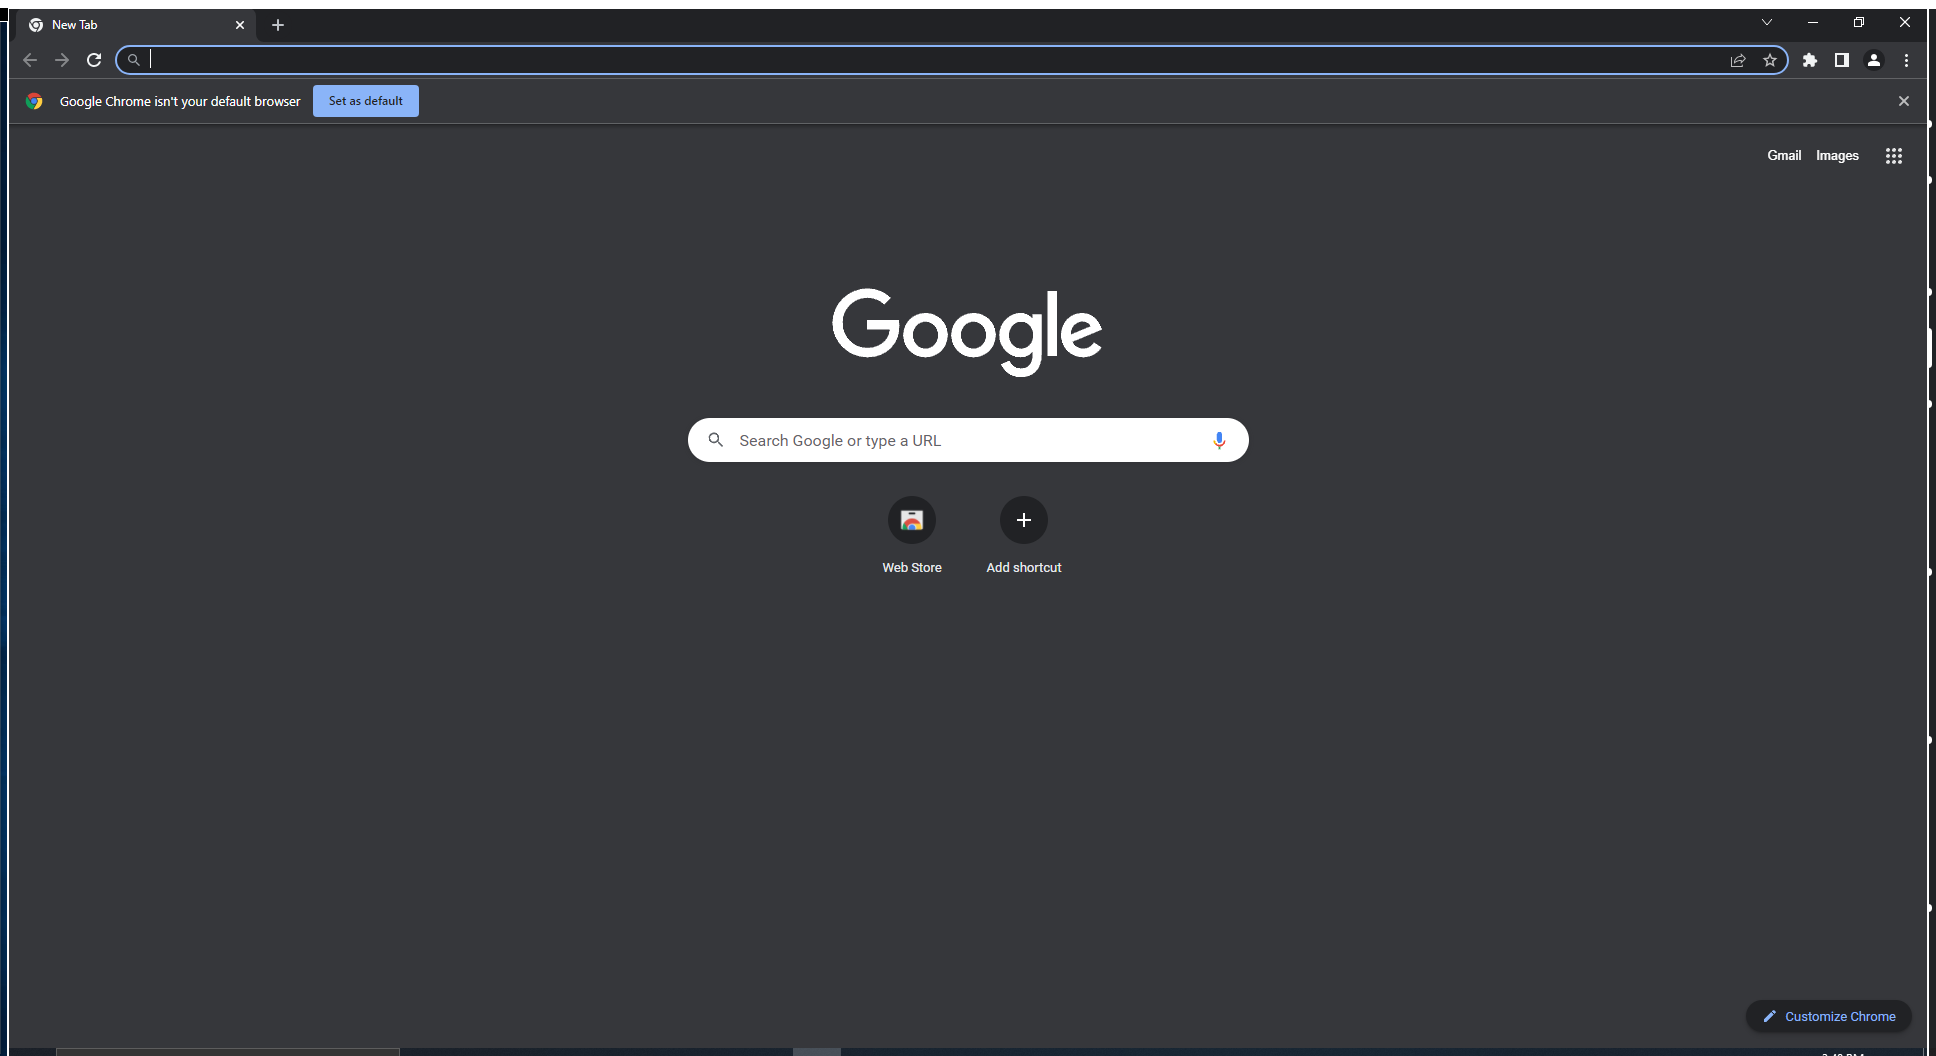 New Tab
Google Chrome isn't your default browser Set as default
Gmail Images
Google
Search Google or type a URL
Web Store Add shortcut
Customize Chrome